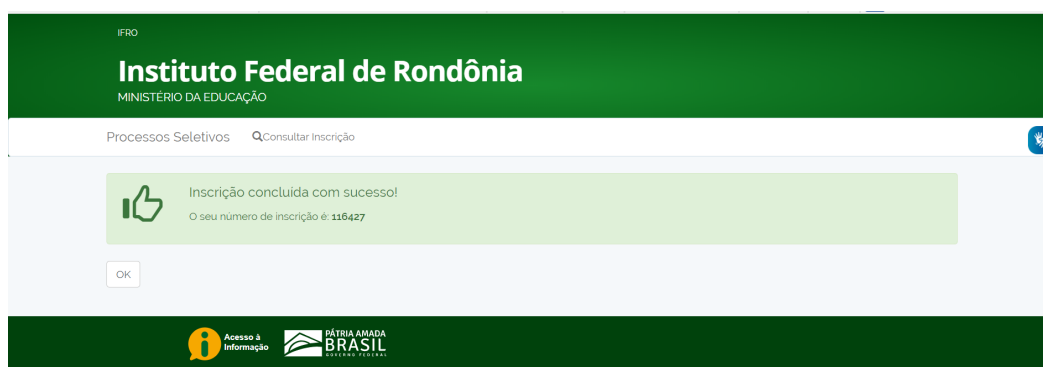 IFRO
Instituto Federal de Rondônia
MINISTÉRIO DA EDUCAÇÃO
Processos Seletivos Consultar Inscrição
Inscrição concluída com sucesso!
O seu número de inscrição é: 116427
OK
Acesso à
Informação
PÁTRIA AMADA
BRASIL
GOVERNO FEDERAL